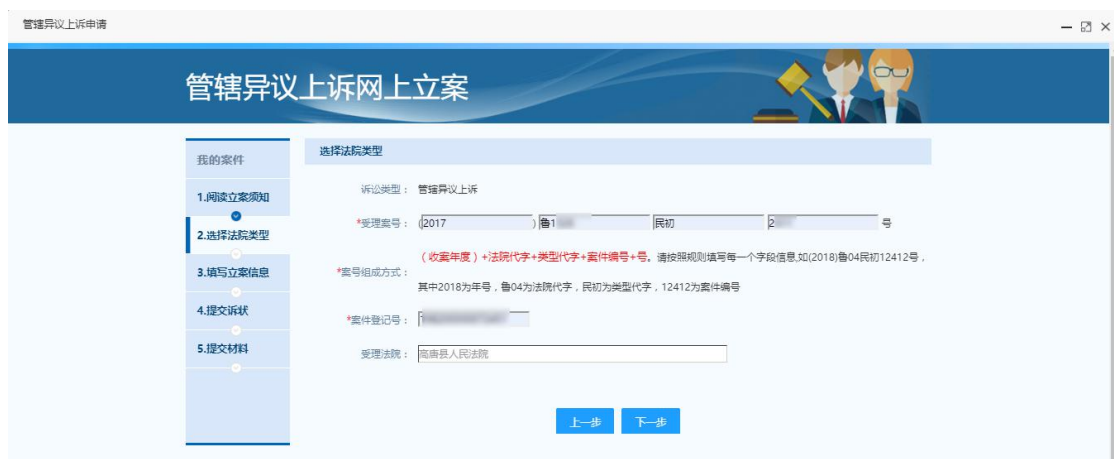 管辖异议上诉申请
管辖异议上诉网上立案
我的案件
1.阅读立案须知
2.选择法院类型
3.填写立案信息
4.提交诉状
5.提交材料
选择法院类型
诉讼类型： 管辖异议上诉
*受理案号： (2017 ) 鲁1 民初 2 号
*案号组成方式：
（收案年度）+法院代字+类型代字+案件编号+号。请按照规则填写每一个字段信息,如(2018)鲁04民初12412号，
其中2018为年号，鲁04为法院代字，民初为类型代字，12412为案件编号
*案件登记号：
受理法院： 高唐县人民法院
上一步 下一步